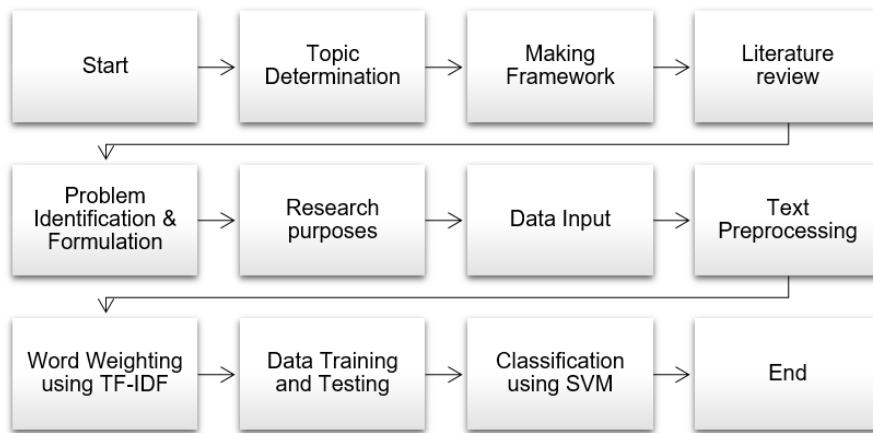 Start
Topic
Determination
Making
Framework
Literature
review
Problem
Identification &
Formulation
Research
purposes
Data Input
Text
Preprocessing
Word Weighting
using TF-IDF
Data Training
and Testing
Classification
using SVM
End